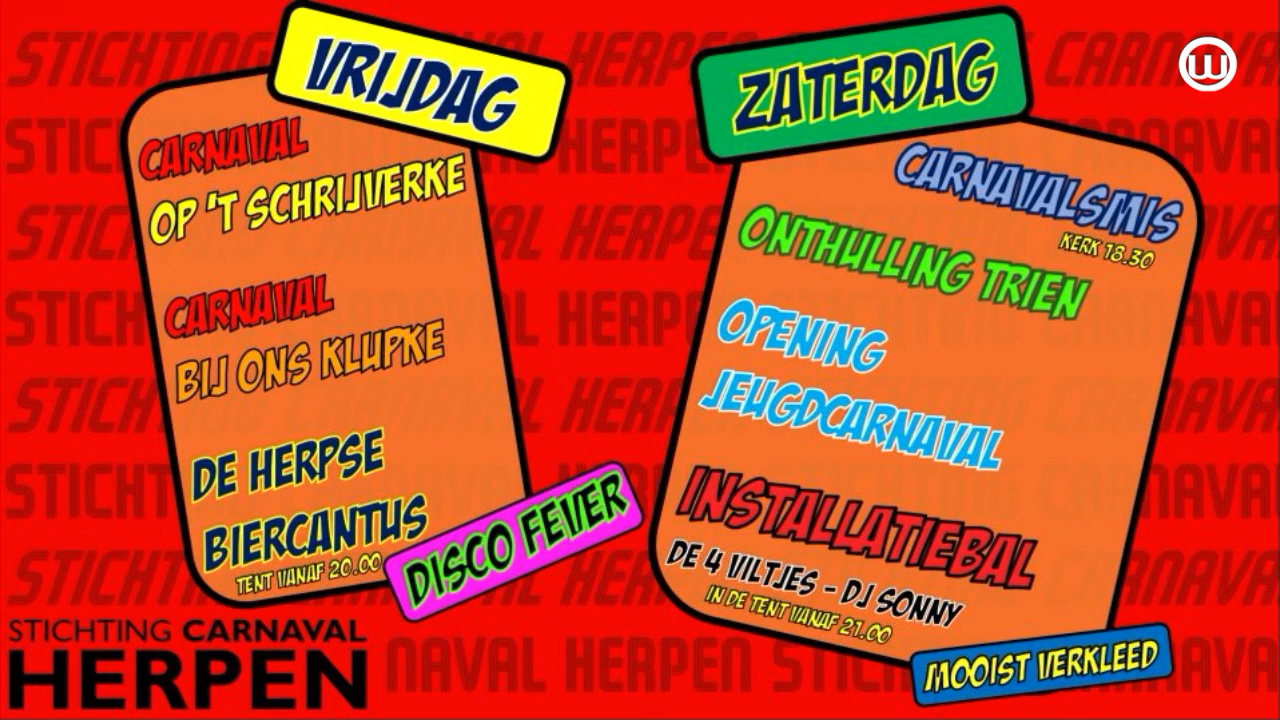 VRIJDAG
CARNAVAL
OP 'T SCHRIJVERKE
CARNAVAL
BIJ ONS KLUPKE
DE HERPSE
BIERCANTUS
TENT VANAF 20.00
DISCO FEVER
ZATERDAG
CARNAVALSMIS
KERK 18.30
ONTHULLING TRIEN
OPENING
JEUGDCARNAVAL
INSTALLATIEBAL
DE 4 VILTJES - DJ SONNY
IN DE TENT VANAF 21.00
MOOIST VERKLEED
STICHTING CARNAVAL
HERPEN
W